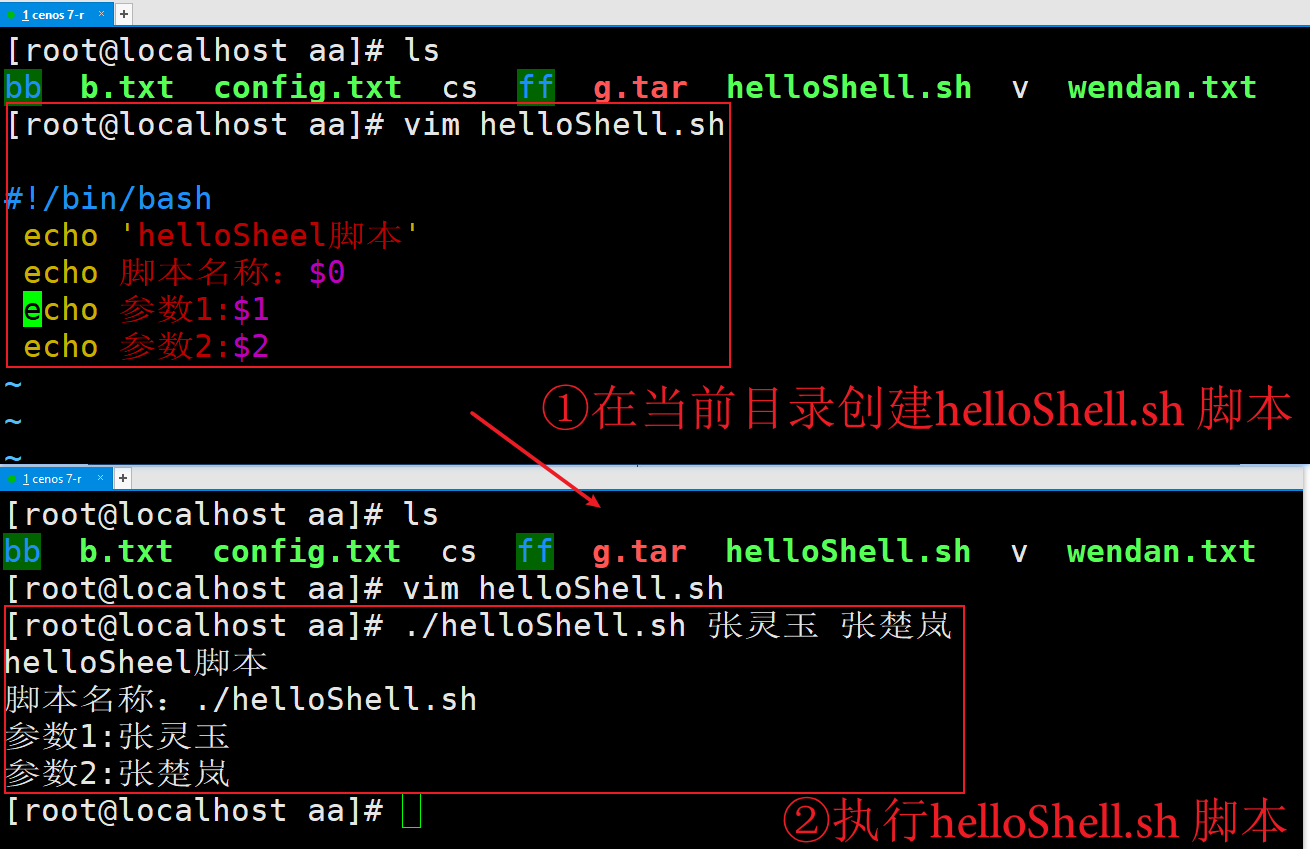 1 cenos 7-r × +
[root@localhost aa]# ls
bb b.txt config.txt cs ff g.tar helloShell.sh v wendan.txt
[root@localhost aa]# vim helloShell.sh
#!/bin/bash
echo 'helloSheel脚本'
echo 脚本名称：$0
echo 参数1:$1
echo 参数2:$2
~
~
~
①在当前目录创建helloShell.sh 脚本
1 cenos 7-r × +
[root@localhost aa]# ls
bb b.txt config.txt cs ff g.tar helloShell.sh v wendan.txt
[root@localhost aa]# vim helloShell.sh
[root@localhost aa]# ./helloShell.sh 张灵玉 张楚岚
helloSheel脚本
脚本名称：./helloShell.sh
参数1:张灵玉
参数2:张楚岚
[root@localhost aa]#
②执行helloShell.sh 脚本